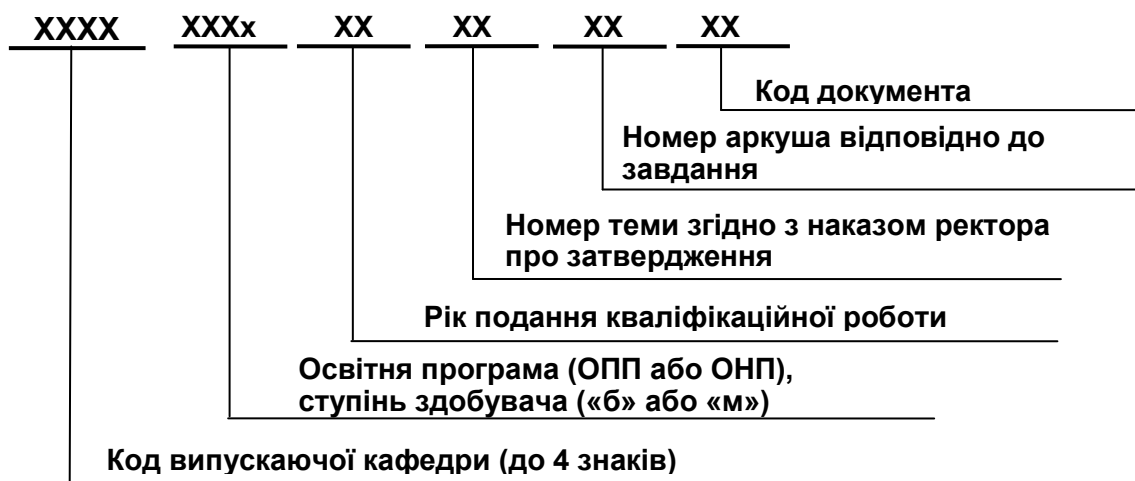 XXXX XXXx XX XX XX XX
Код документа
Номер аркуша відповідно до
завдання
Номер теми згідно з наказом ректора
про затвердження
Рік подання кваліфікаційної роботи
Освітня програма (ОПП або ОНП),
ступінь здобувача («б» або «м»)
Код випускаючої кафедри (до 4 знаків)